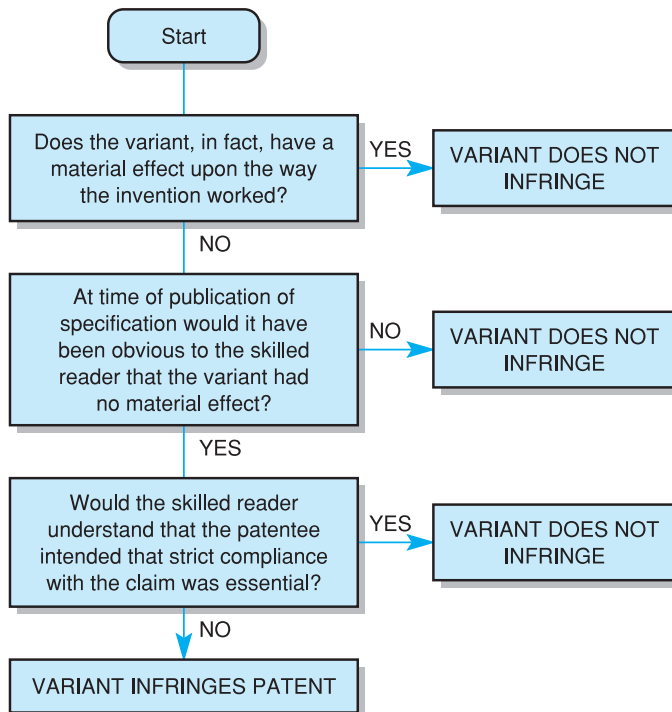 Start
Does the variant, in fact, have a
material effect upon the way
the invention worked?
YES
VARIANT DOES NOT
INFRINGE
NO
At time of publication of
specification would it have
been obvious to the skilled
reader that the variant had
no material effect?
NO
VARIANT DOES NOT
INFRINGE
YES
Would the skilled reader
understand that the patentee
intended that strict compliance
with the claim was essential?
YES
VARIANT DOES NOT
INFRINGE
NO
VARIANT INFRINGES PATENT